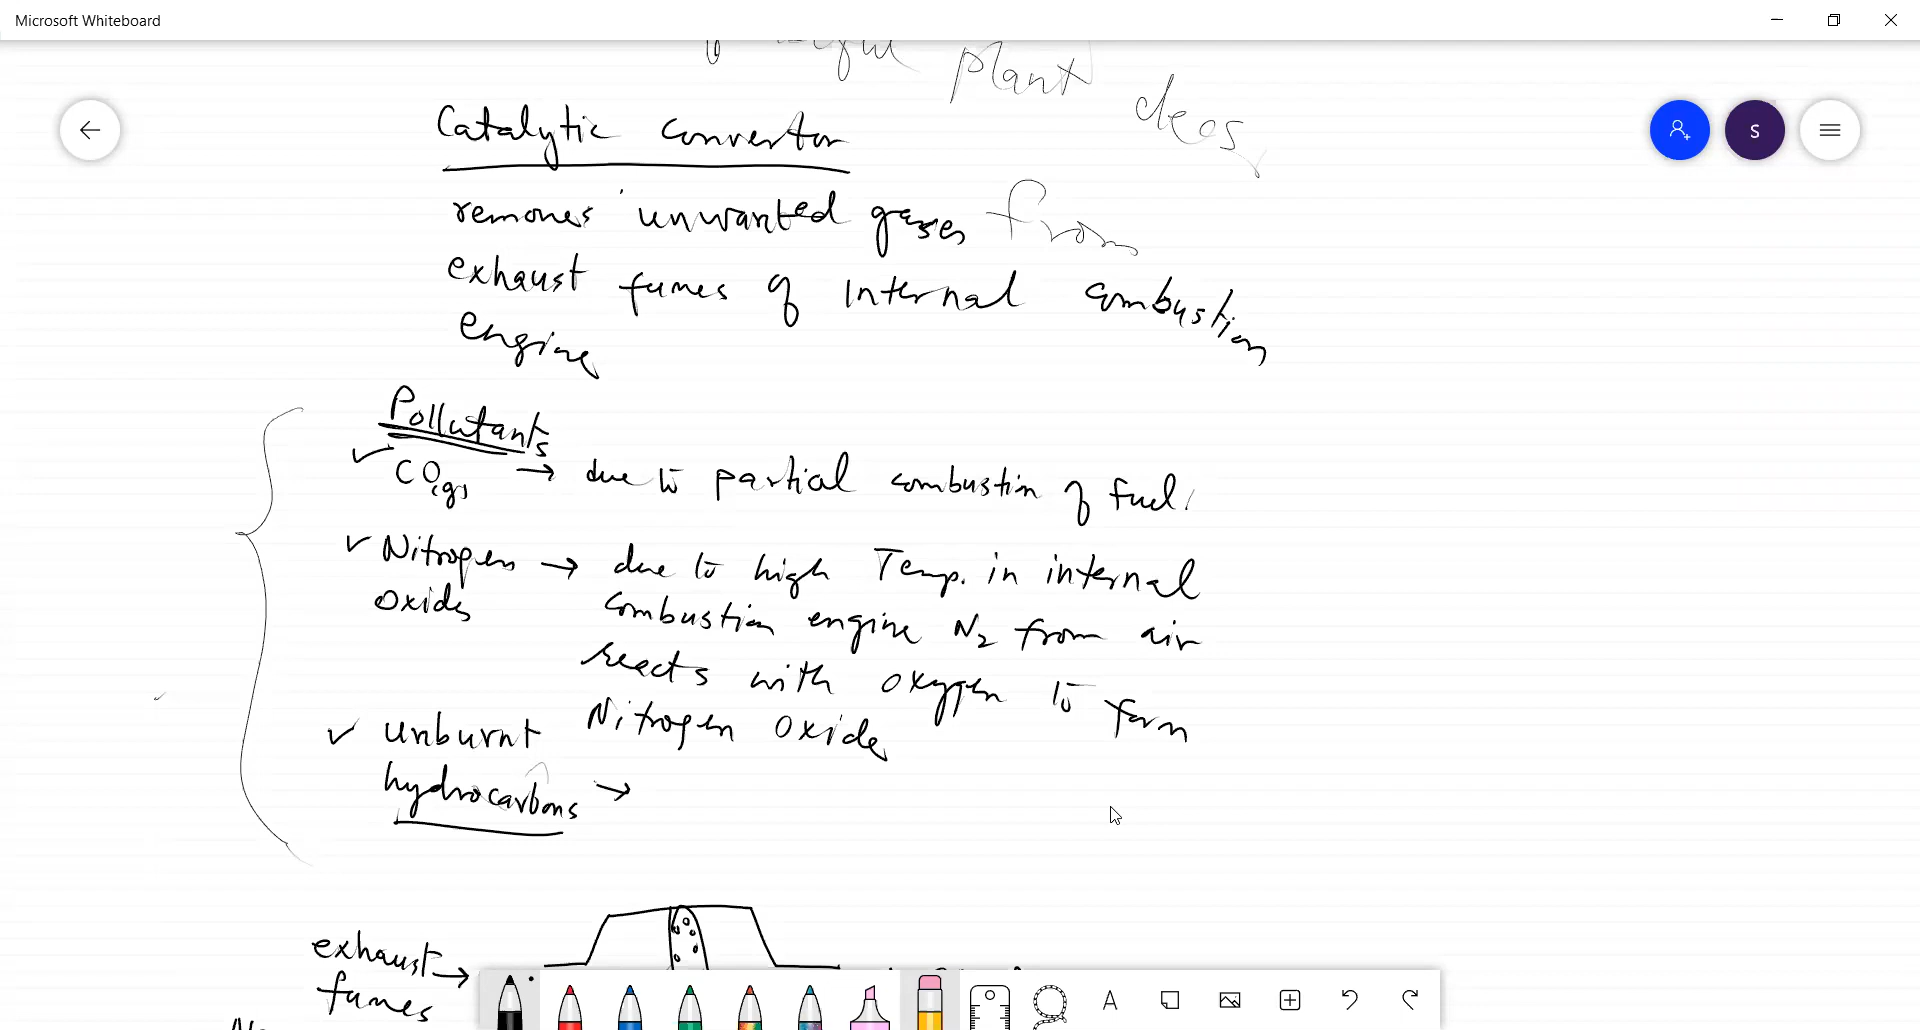 Microsoft Whiteboard
plant
decs
S
Catalytic convertor
removes unwanted gases from
exhaust fumes of internal combustion
engine
Pollutants
CO(g) → due to partial combustion of fuel.
Nitrogen → due to high Temp. in internal
oxides combustion engine N2 from air
reacts with oxygen to form
Nitrogen oxide
unburnt
hydrocarbons →
exhaust →
fumes
A